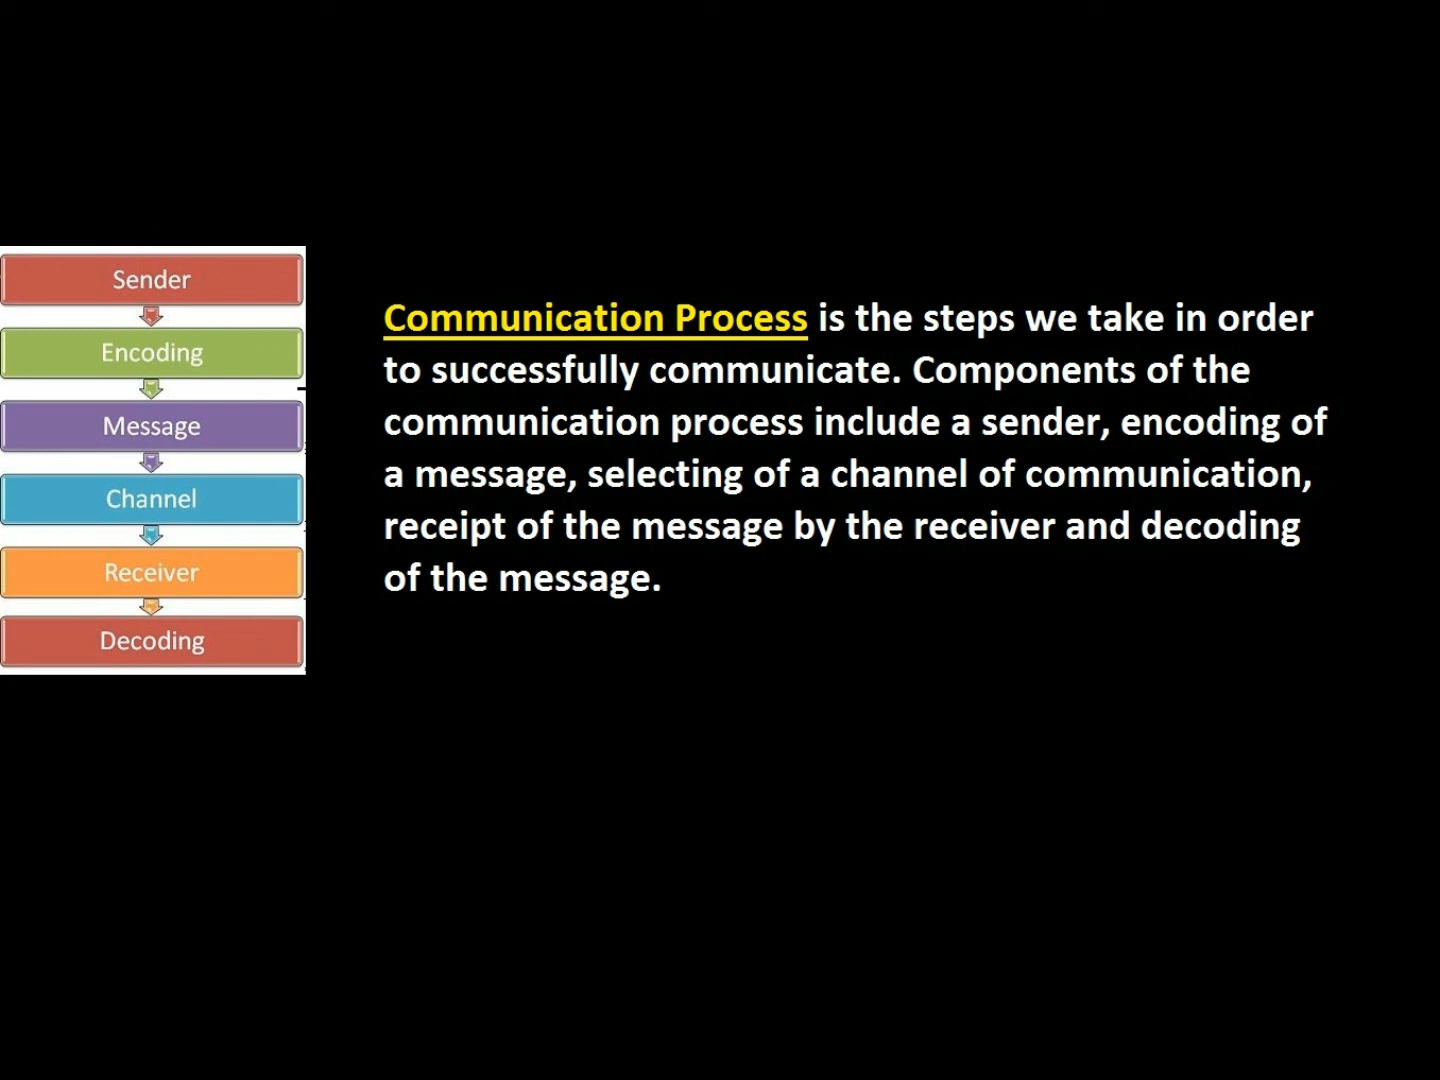 Sender
Encoding
Message
Channel
Receiver
Decoding
Communication Process is the steps we take in order
to successfully communicate. Components of the
communication process include a sender, encoding of
a message, selecting of a channel of communication,
receipt of the message by the receiver and decoding
of the message.